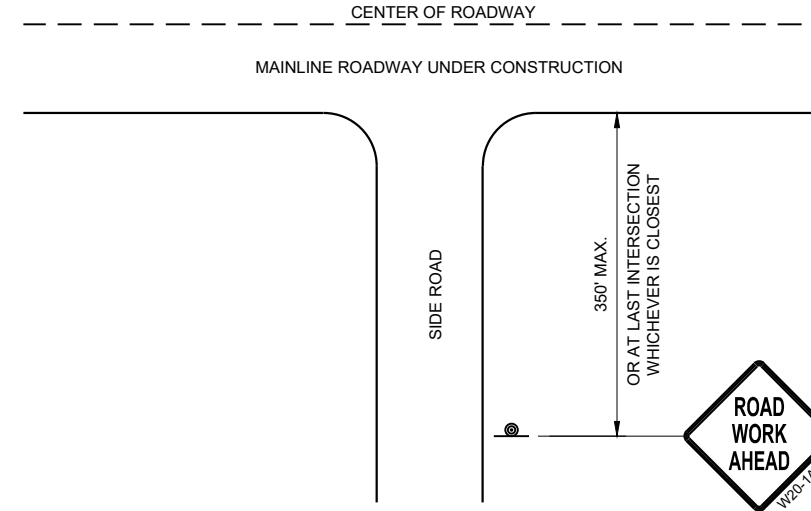 CENTER OF ROADWAY
MAINLINE ROADWAY UNDER CONSTRUCTION
SIDE ROAD
350' MAX.
OR AT LAST INTERSECTION
WHICHEVER IS CLOSEST
ROAD
WORK
AHEAD